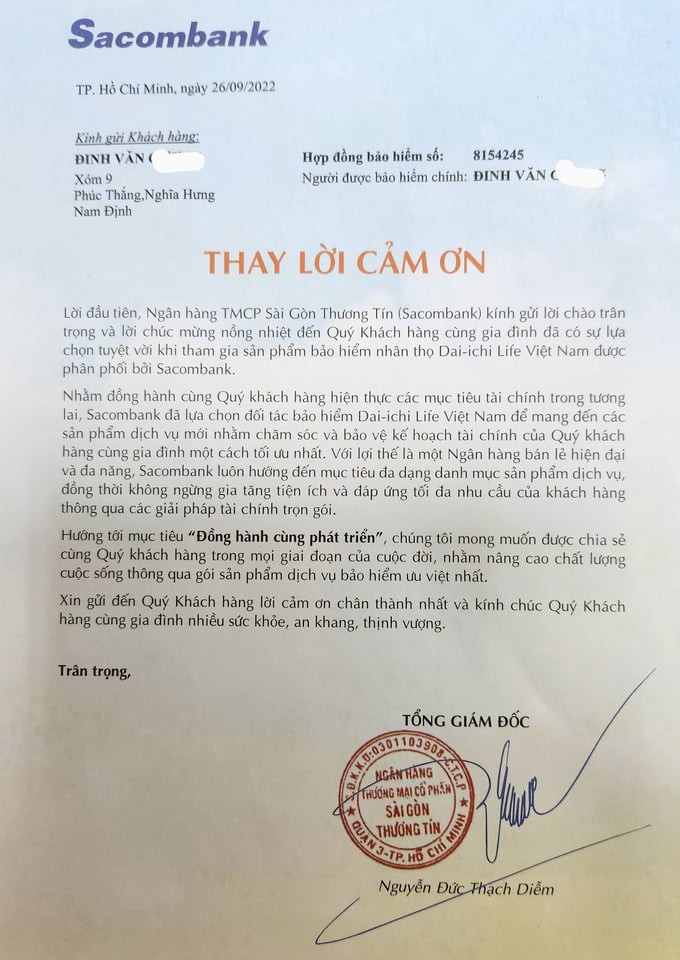 Sacombank
TP. Hồ Chí Minh, ngày 26/09/2022
Kính gửi Khách hàng:
ĐINH VĂN
Xóm 9
Phúc Thắng,Nghĩa Hưng
Nam Định
Hợp đồng bảo hiểm số: 8154245
Người được bảo hiểm chính: ĐINH VĂN
THAY LỜI CẢM ƠN
Lời đầu tiên, Ngân hàng TMCP Sài Gòn Thương Tín (Sacombank) kính gửi lời chào trân
trọng và lời chúc mừng nồng nhiệt đến Quý Khách hàng cùng gia đình đã có sự lựa
chọn tuyệt vời khi tham gia sản phẩm bảo hiểm nhân thọ Dai-ichi Life Việt Nam được
phân phối bởi Sacombank.
Nhằm đồng hành cùng Quý khách hàng hiện thực các mục tiêu tài chính trong tương
lai, Sacombank đã lựa chọn đối tác bảo hiểm Dai-ichi Life Việt Nam để mang đến các
sản phẩm dịch vụ mới nhằm chăm sóc và bảo vệ kế hoạch tài chính của Quý khách
hàng cùng gia đình một cách tối ưu nhất. Với lợi thế là một Ngân hàng bán lẻ hiện đại
và đa năng, Sacombank luôn hướng đến mục tiêu đa dạng danh mục sản phẩm dịch vụ,
đồng thời không ngừng gia tăng tiện ích và đáp ứng tối đa nhu cầu của khách hàng
thông qua các giải pháp tài chính trọn gói.
Hướng tới mục tiêu “Đồng hành cùng phát triển”, chúng tôi mong muốn được chia sẻ
cùng Quý khách hàng trong mọi giai đoạn của cuộc đời, nhằm nâng cao chất lượng
cuộc sống thông qua gói sản phẩm dịch vụ bảo hiểm ưu việt nhất.
Xin gửi đến Quý Khách hàng lời cảm ơn chân thành nhất và kính chúc Quý Khách
hàng cùng gia đình nhiều sức khỏe, an khang, thịnh vượng.
Trân trọng,
TỔNG GIÁM ĐỐC
S.Đ.K.K.D:0301103908-C.T.C.P
NGÂN HÀNG
THƯƠNG MẠI CỔ PHẦN
SÀI GÒN
THƯƠNG TÍN
QUẬN 3-TP. HỒ CHÍ MINH
Nguyễn Đức Thạch Diễm